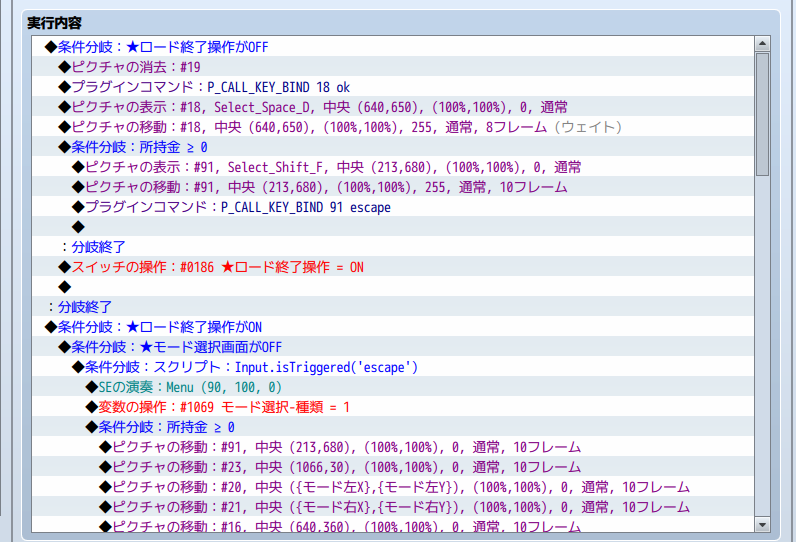 実行内容
◆条件分岐：★ロード終了操作がOFF
◆ピクチャの消去：#19
◆プラグインコマンド：P_CALL_KEY_BIND 18 ok
◆ピクチャの表示：#18, Select_Space_D, 中央 (640,650), (100%,100%), 0, 通常
◆ピクチャの移動：#18, 中央 (640,650), (100%,100%), 255, 通常, 8フレーム (ウェイト)
◆条件分岐：所持金 ≥ 0
◆ピクチャの表示：#91, Select_Shift_F, 中央 (213,680), (100%,100%), 0, 通常
◆ピクチャの移動：#91, 中央 (213,680), (100%,100%), 255, 通常, 10フレーム
◆プラグインコマンド：P_CALL_KEY_BIND 91 escape
◆
：分岐終了
◆スイッチの操作：#0186 ★ロード終了操作 = ON
◆
：分岐終了
◆条件分岐：★ロード終了操作がON
◆条件分岐：★モード選択画面がOFF
◆条件分岐：スクリプト：Input.isTriggered('escape')
◆SEの演奏：Menu (90, 100, 0)
◆変数の操作：#1069 モード選択-種類 = 1
◆条件分岐：所持金 ≥ 0
◆ピクチャの移動：#91, 中央 (213,680), (100%,100%), 0, 通常, 10フレーム
◆ピクチャの移動：#23, 中央 (1066,30), (100%,100%), 0, 通常, 10フレーム
◆ピクチャの移動：#20, 中央 ({モード左X},{モード左Y}), (100%,100%), 0, 通常, 10フレーム
◆ピクチャの移動：#21, 中央 ({モード右X},{モード右Y}), (100%,100%), 0, 通常, 10フレーム
◆ピクチャの移動：#16, 中央 (640,360), (100%,100%), 0, 通常, 10フレーム